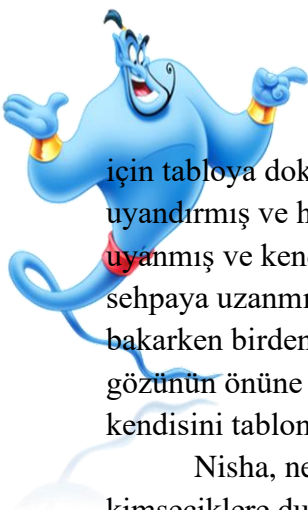 için tabloya dok
uyandırmış ve h
uyanmış ve kend
sehpaya uzanmı
bakarken birden
gözünün önüne
kendisini tablon
Nisha, ne